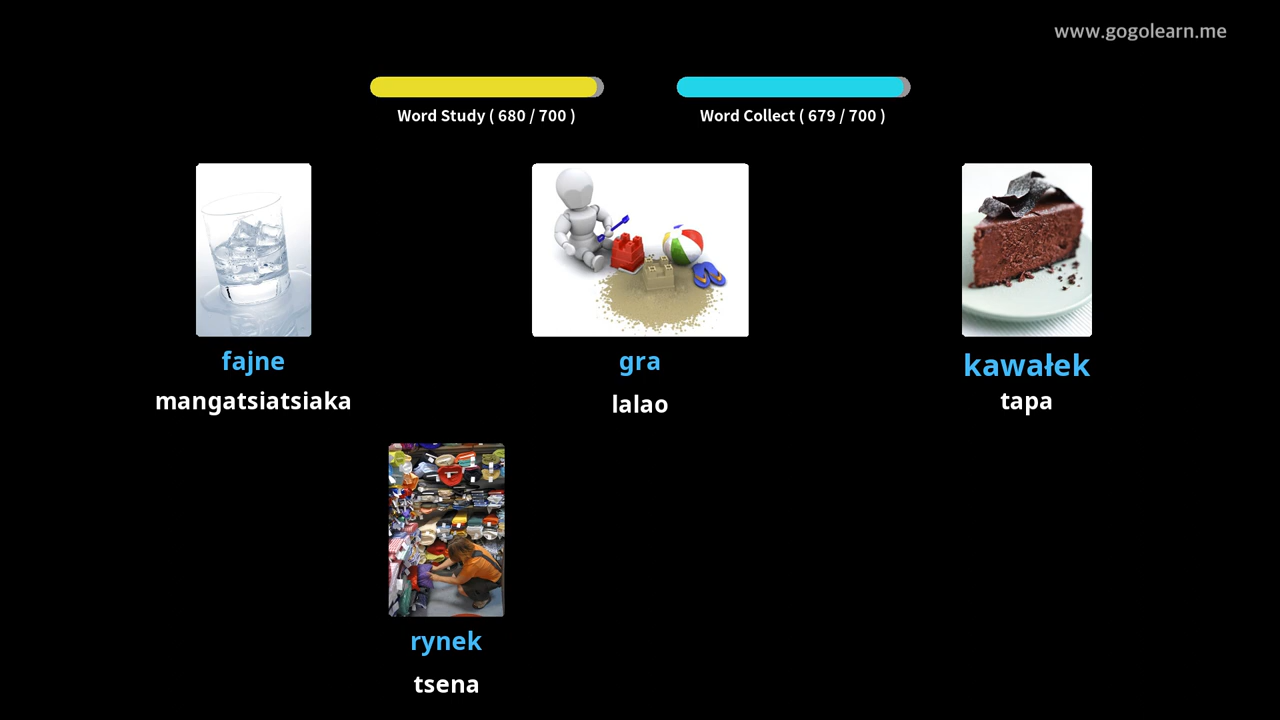 www.gogolearn.me
Word Study ( 680 / 700 )
Word Collect ( 679 / 700 )
fajne
mangatsiatsiaka
gra
lalao
kawałek
tapa
rynek
tsena